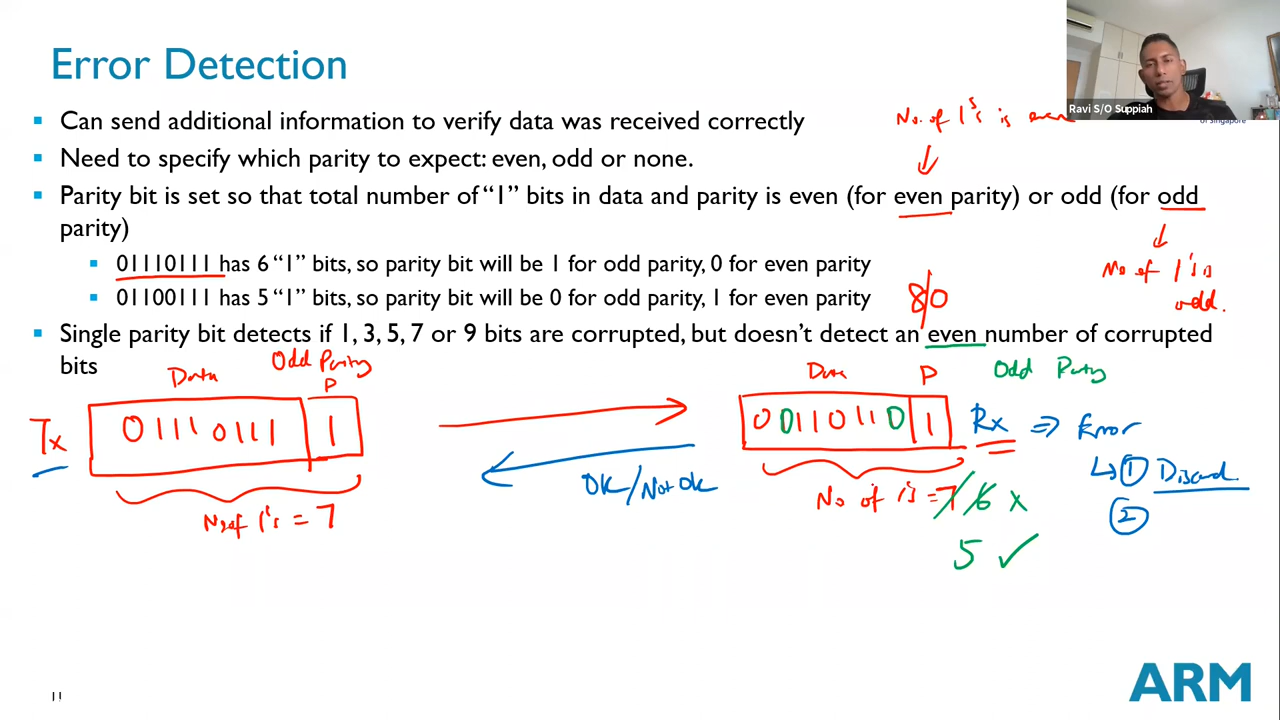 Error Detection
Ravi S/O Suppiah
of Singapore
No. of 1's is even
▪ Can send additional information to verify data was received correctly
▪ Need to specify which parity to expect: even, odd or none.
▪ Parity bit is set so that total number of "1" bits in data and parity is even (for even parity) or odd (for odd
parity)
▪ 01110111 has 6 "1" bits, so parity bit will be 1 for odd parity, 0 for even parity
▪ 01100111 has 5 "1" bits, so parity bit will be 0 for odd parity, 1 for even parity
No of 1's is
odd.
8/0
▪ Single parity bit detects if 1, 3, 5, 7 or 9 bits are corrupted, but doesn't detect an even number of corrupted
bits
Data
Odd Parity
P
Tx
0111 0111 1
No of 1's = 7
OK/Not OK
Data P Odd Parity
0 0110110 1
Rx ⇒ Error
① Discard
②
No of 1's = 7/6 x
5 ✓
11
ARM